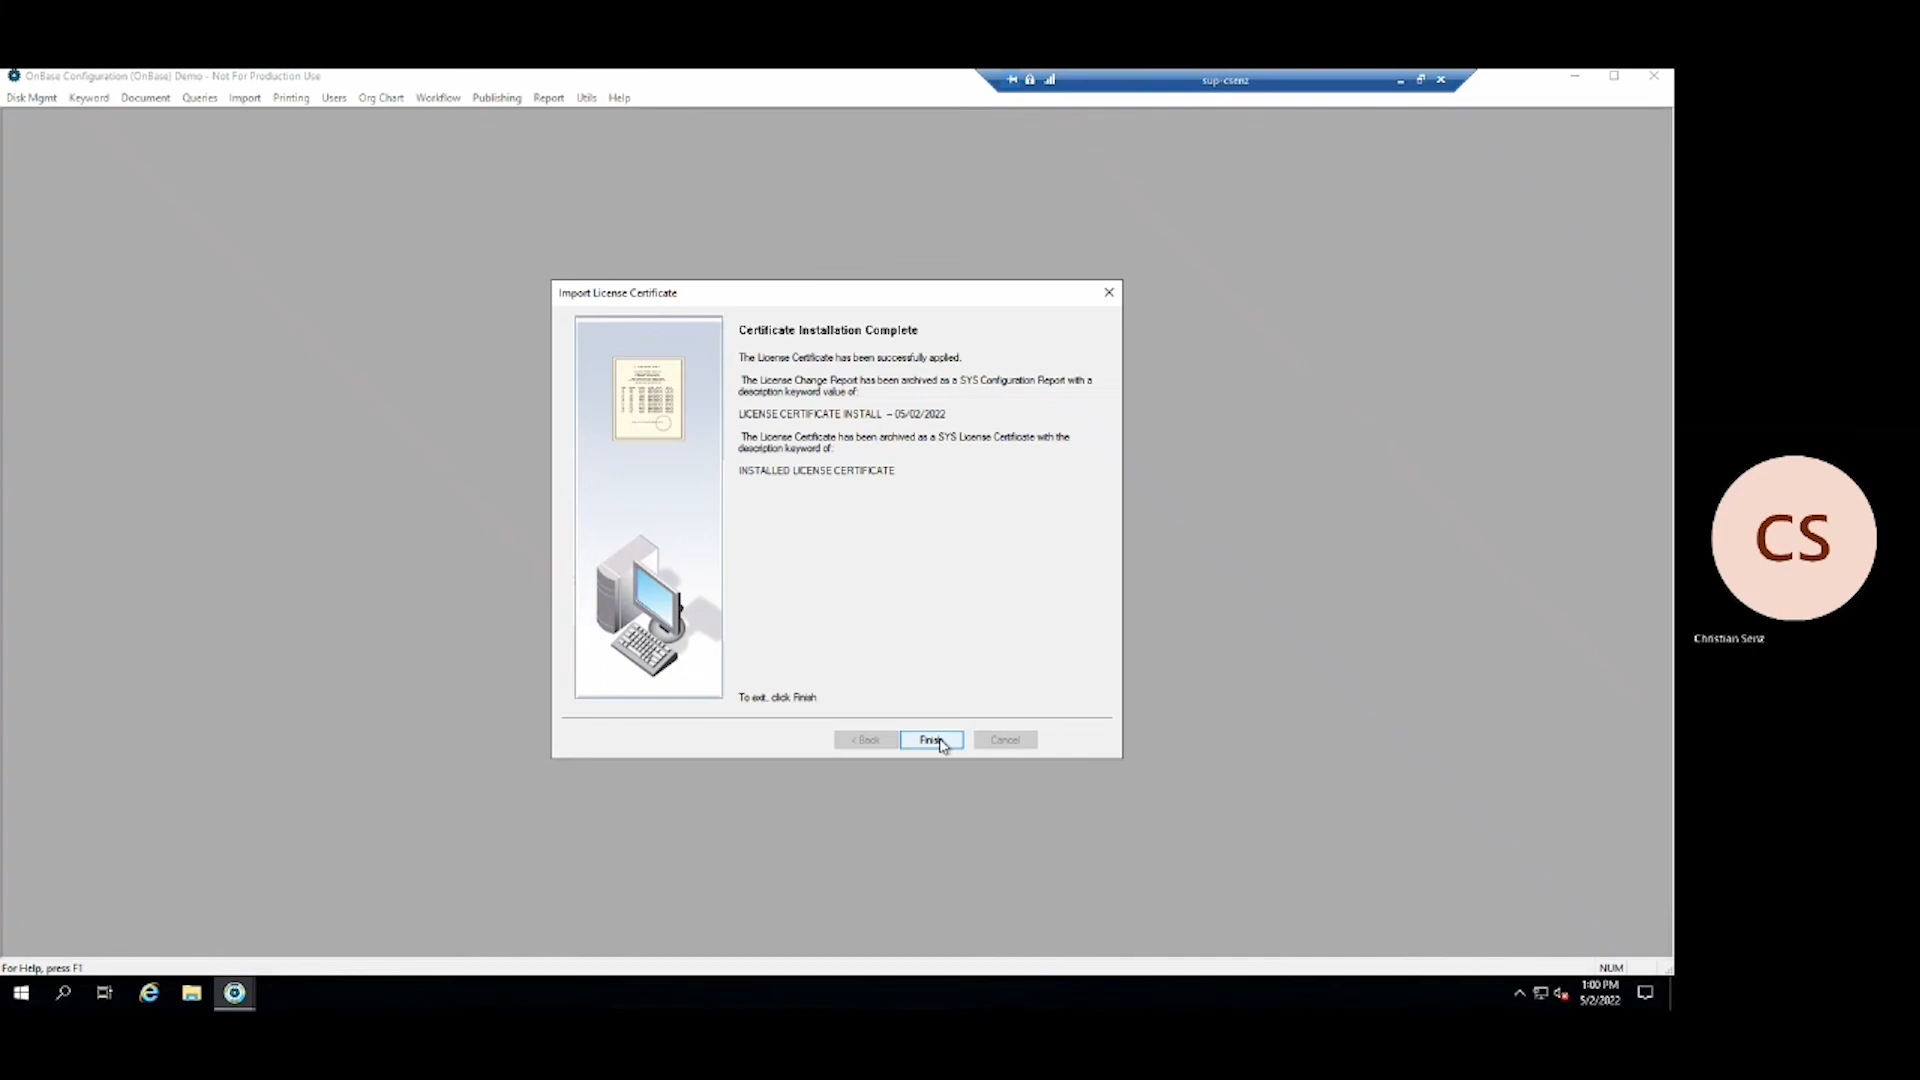 OnBase Configuration (OnBase) Demo - Not For Production Use
sup-csenz
Disk Mgmt Keyword Document Queries Import Printing Users Org Chart Workflow Publishing Report Utils Help
Import License Certificate
Certificate Installation Complete
The License Certificate has been successfully applied.
The License Change Report has been archived as a SYS Configuration Report with a
description keyword value of:
LICENSE CERTIFICATE INSTALL -- 05/02/2022
The License Certificate has been archived as a SYS License Certificate with the
description keyword of:
INSTALLED LICENSE CERTIFICATE
To exit, click Finish
< Back Finish Cancel
CS
Christian Senz
For Help, press F1
NUM
1:00 PM
5/2/2022